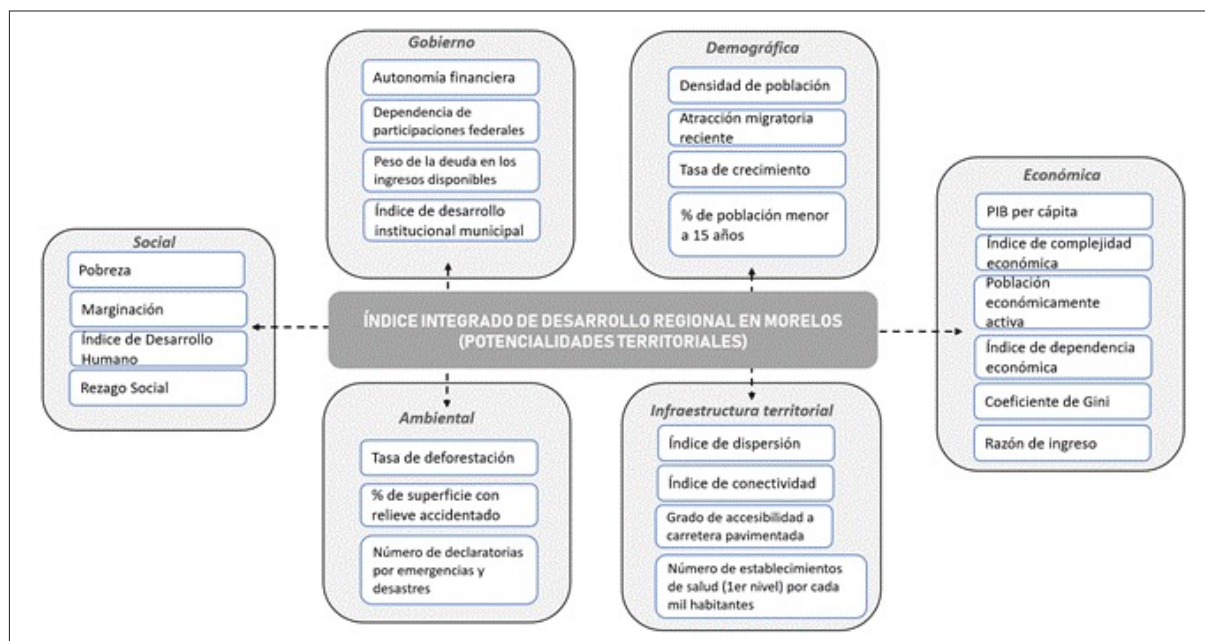 Gobierno
Autonomía financiera
Dependencia de
participaciones federales
Peso de la deuda en los
ingresos disponibles
Índice de desarrollo
institucional municipal
Demográfica
Densidad de población
Atracción migratoria
reciente
Tasa de crecimiento
% de población menor
a 15 años
Económica
PIB per cápita
Índice de complejidad
económica
Población
económicamente
activa
Índice de dependencia
económica
Coeficiente de Gini
Razón de ingreso
Social
Pobreza
Marginación
Índice de Desarrollo
Humano
Rezago Social
ÍNDICE INTEGRADO DE DESARROLLO REGIONAL EN MORELOS
(POTENCIALIDADES TERRITORIALES)
Ambiental
Tasa de deforestación
% de superficie con
relieve accidentado
Número de declaratorias
por emergencias y
desastres
Infraestructura territorial
Índice de dispersión
Índice de conectividad
Grado de accesibilidad a
carretera pavimentada
Número de establecimientos
de salud (1er nivel) por cada
mil habitantes